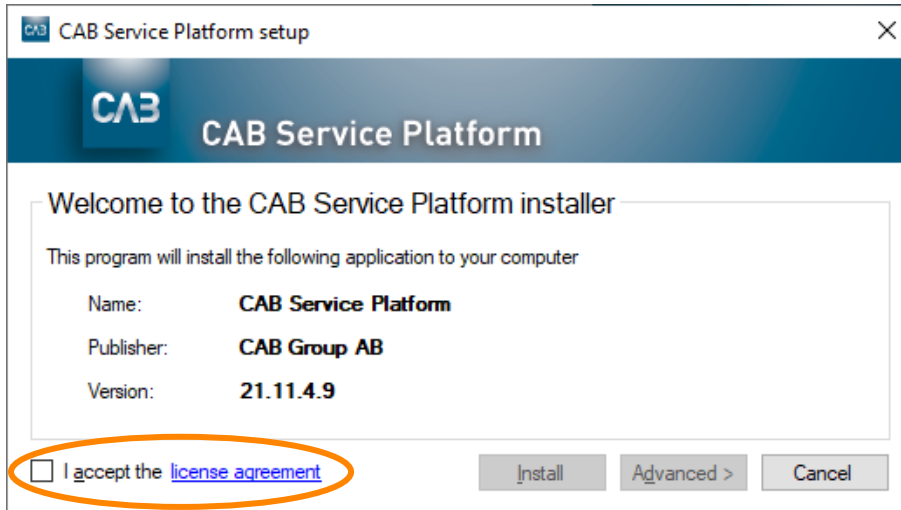 CAB CAB Service Platform setup
CAB
CAB Service Platform
Welcome to the CAB Service Platform installer
This program will install the following application to your computer
Name: CAB Service Platform
Publisher: CAB Group AB
Version: 21.11.4.9
I accept the license agreement Install Advanced > Cancel